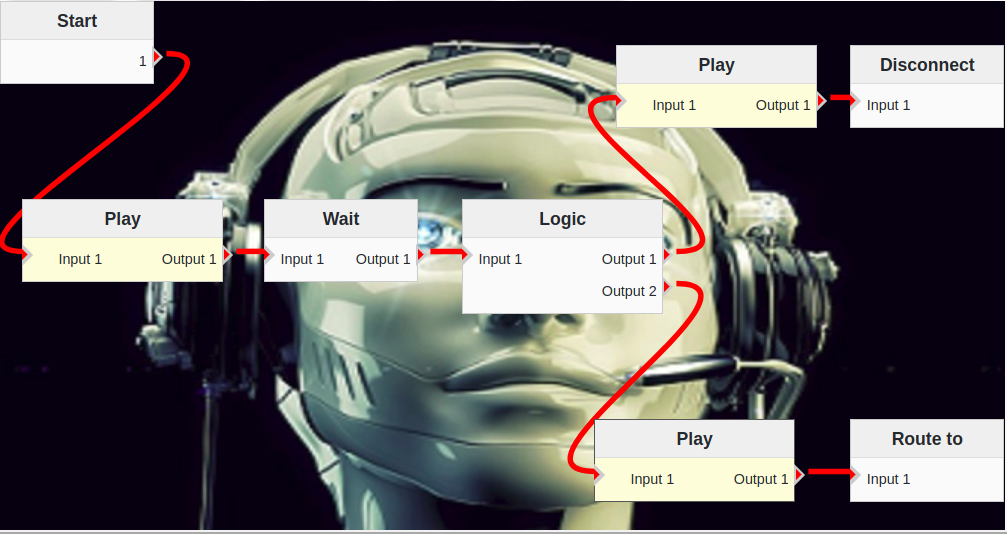 Start
1
Play
Input 1 Output 1
Wait
Input 1 Output 1
Logic
Input 1 Output 1
Output 2
Play
Input 1 Output 1
Disconnect
Input 1
Play
Input 1 Output 1
Route to
Input 1